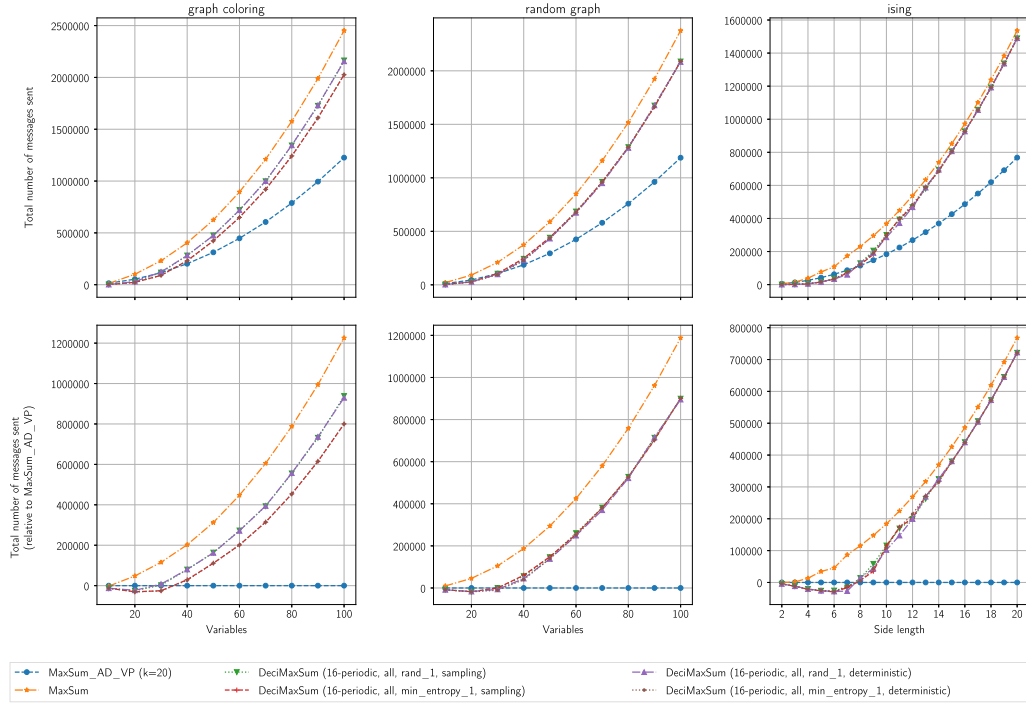 graph coloring
random graph
ising
Total number of messages sent
2500000
2000000
1500000
1000000
500000
0
2000000
1500000
1000000
500000
0
1600000
1400000
1200000
1000000
800000
600000
400000
200000
0
Total number of messages sent
(relative to MaxSum_AD_VP)
1200000
1000000
800000
600000
400000
200000
0
1200000
1000000
800000
600000
400000
200000
0
800000
700000
600000
500000
400000
300000
200000
100000
0
20 40 60 80 100
20 40 60 80 100
2 4 6 8 10 12 14 16 18 20
Variables
Variables
Side length
MaxSum_AD_VP (k=20)
MaxSum
DeciMaxSum (16-periodic, all, rand_1, sampling)
DeciMaxSum (16-periodic, all, min_entropy_1, sampling)
DeciMaxSum (16-periodic, all, rand_1, deterministic)
DeciMaxSum (16-periodic, all, min_entropy_1, deterministic)